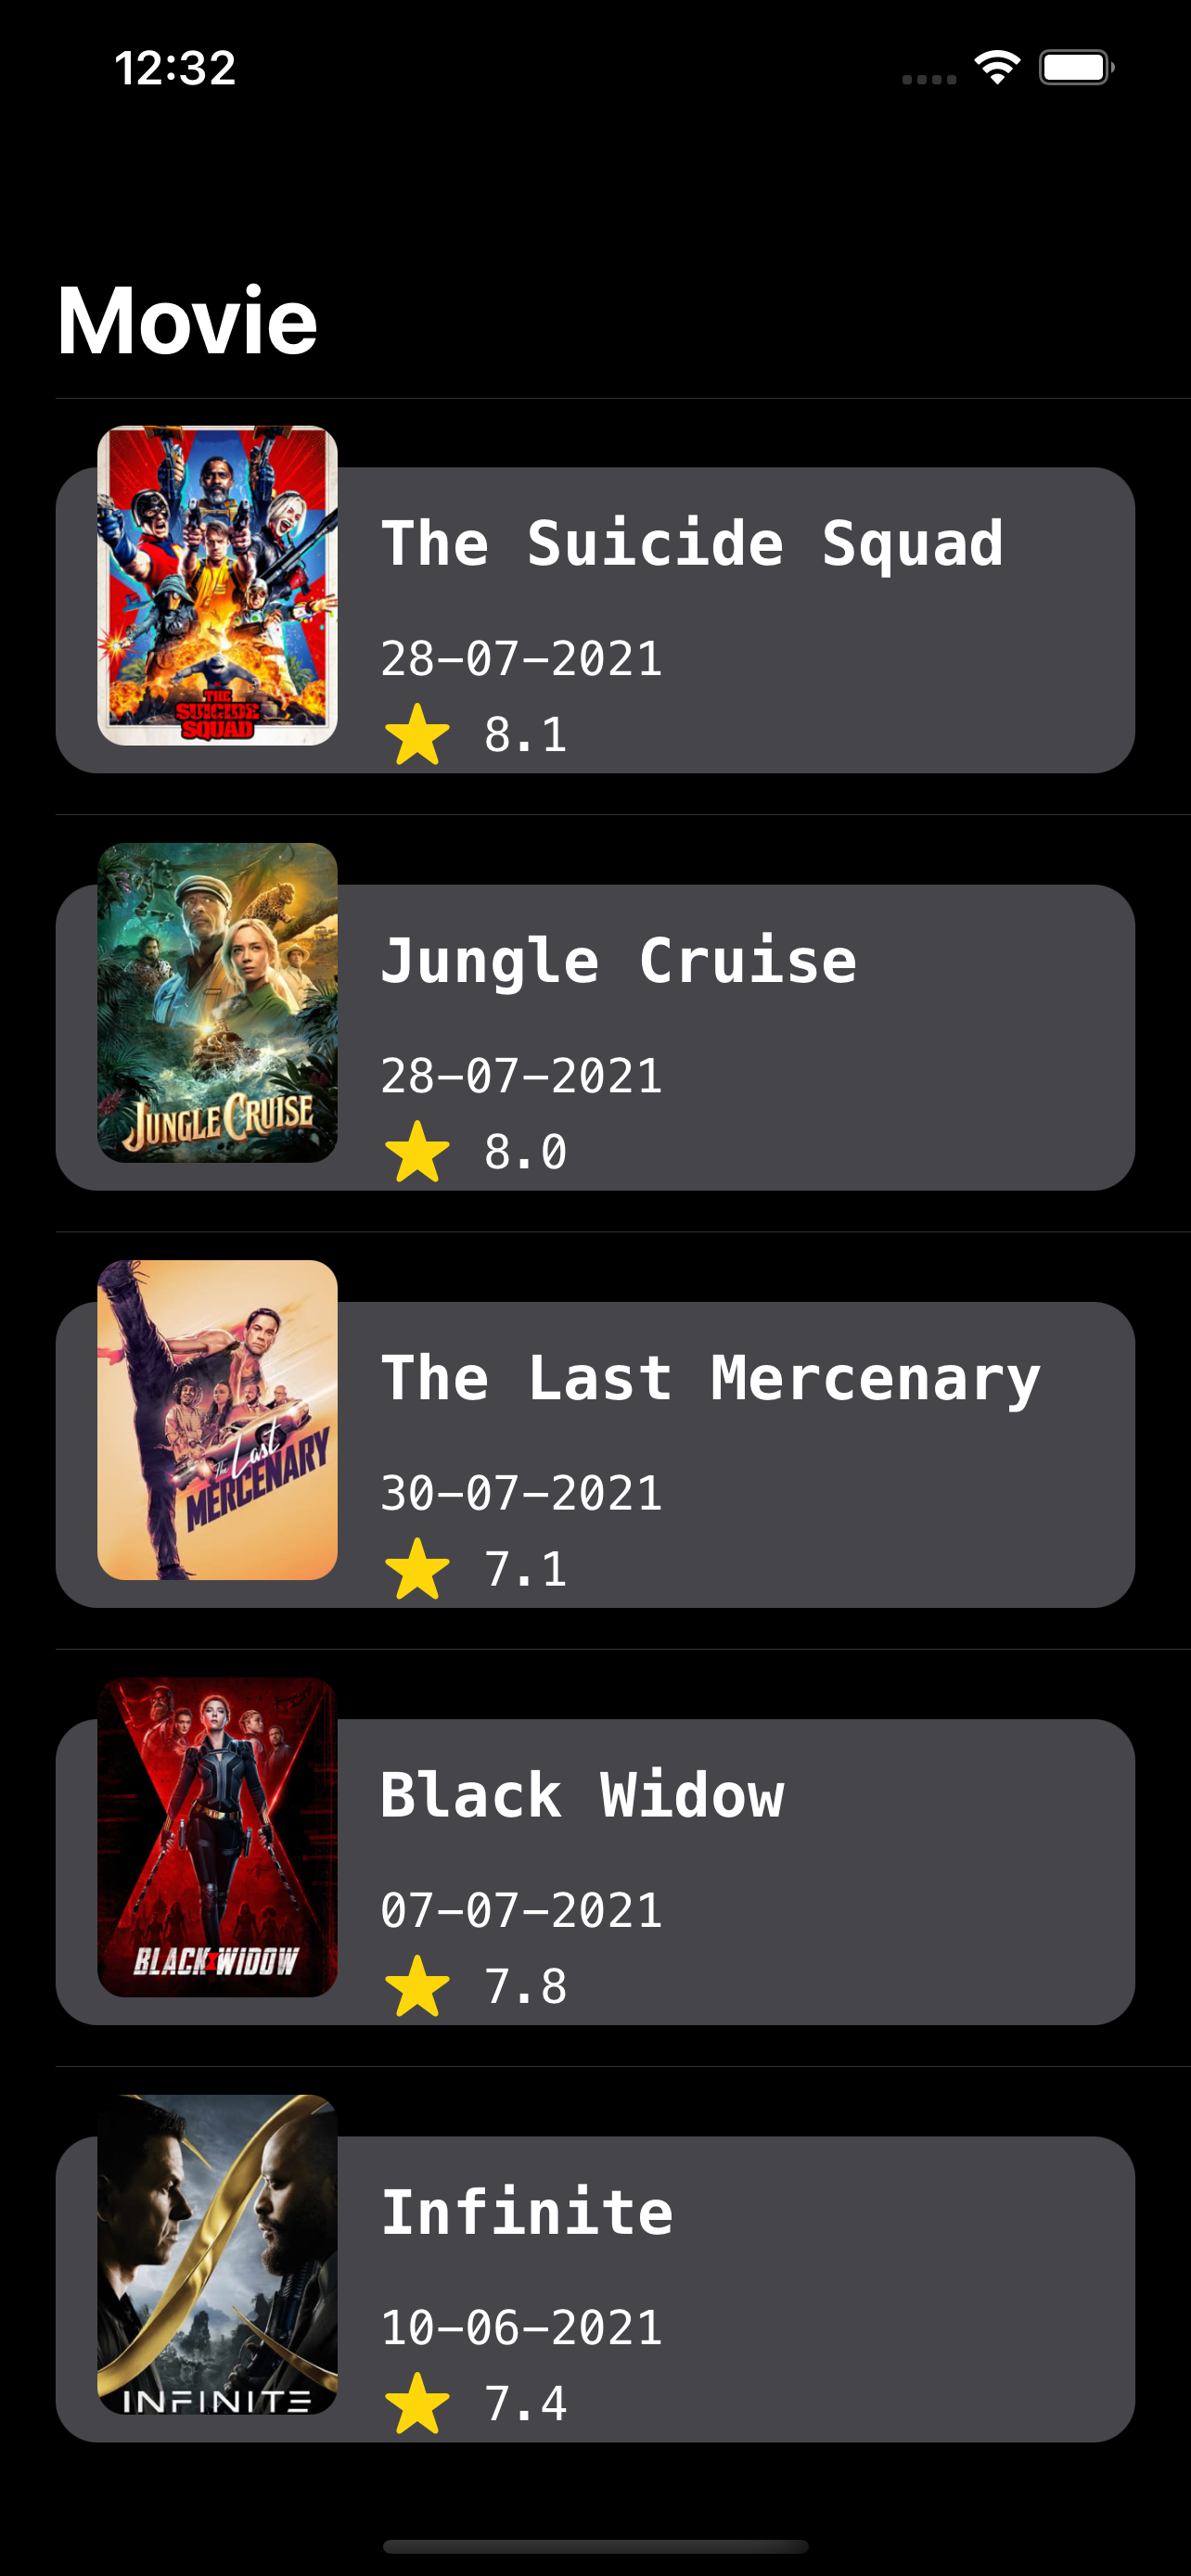 12:32
Movie
THE
SUICIDE
SQUAD
The Suicide Squad
28-07-2021
8.1
JUNGLE CRUISE
Jungle Cruise
28-07-2021
8.0
The Last
MERCENARY
The Last Mercenary
30-07-2021
7.1
BLACK WIDOW
Black Widow
07-07-2021
7.8
INFINITE
Infinite
10-06-2021
7.4